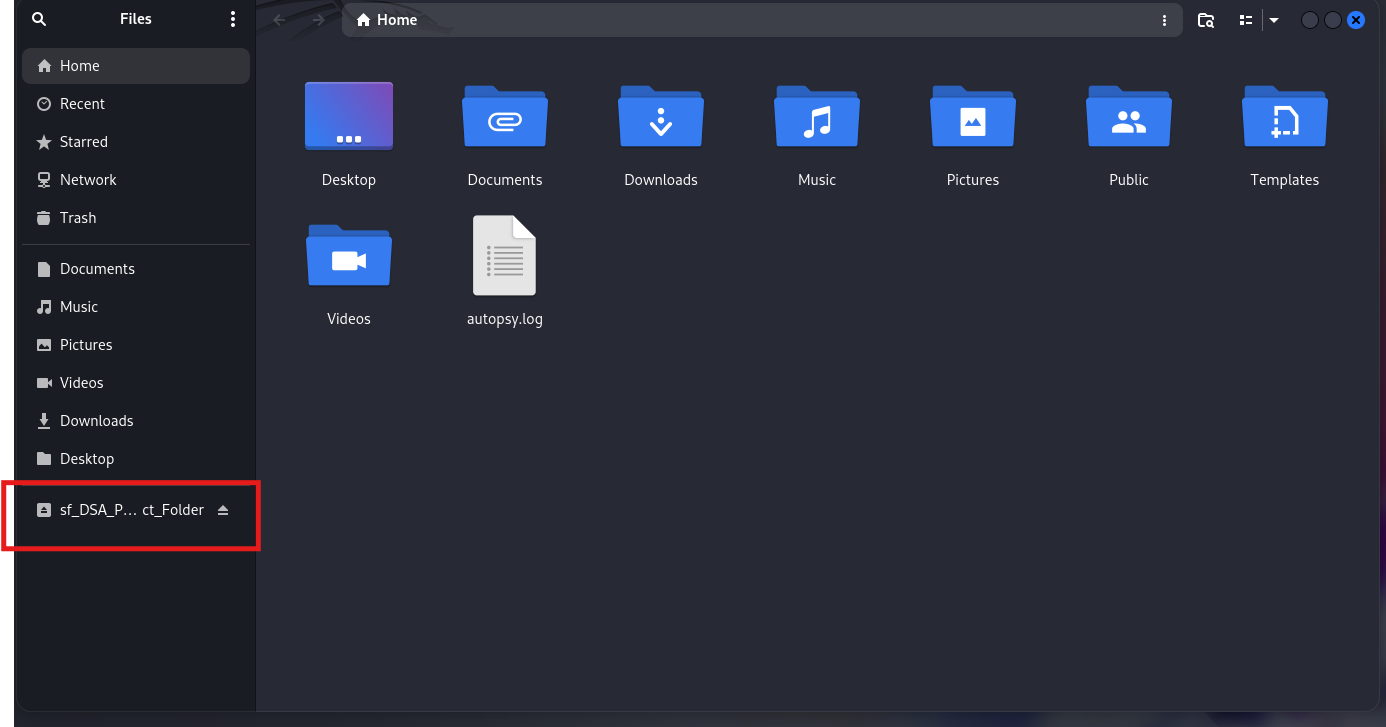 Files
Home
Home
Recent
Starred
Network
Trash
Documents
Music
Pictures
Videos
Downloads
Desktop
sf_DSA_P… ct_Folder
Desktop
Documents
Downloads
Music
Pictures
Public
Templates
Videos
autopsy.log